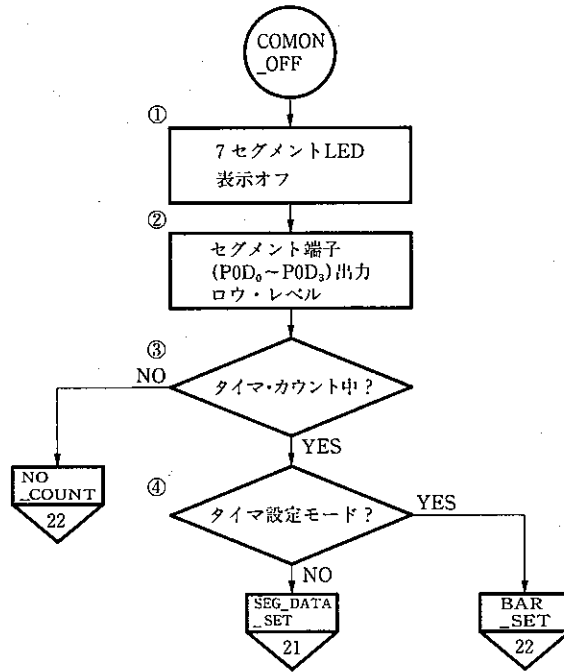 COMON
_OFF
①
7セグメントLED
表示オフ
②
セグメント端子
(P0D₀~P0D₃)出力
ロウ・レベル
③
NO
タイマ・カウント中?
YES
NO
_COUNT
22
④
タイマ設定モード?
YES
NO
SEG_DATA
_SET
21
BAR
_SET
22